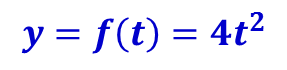 y = f(t) = 4t²